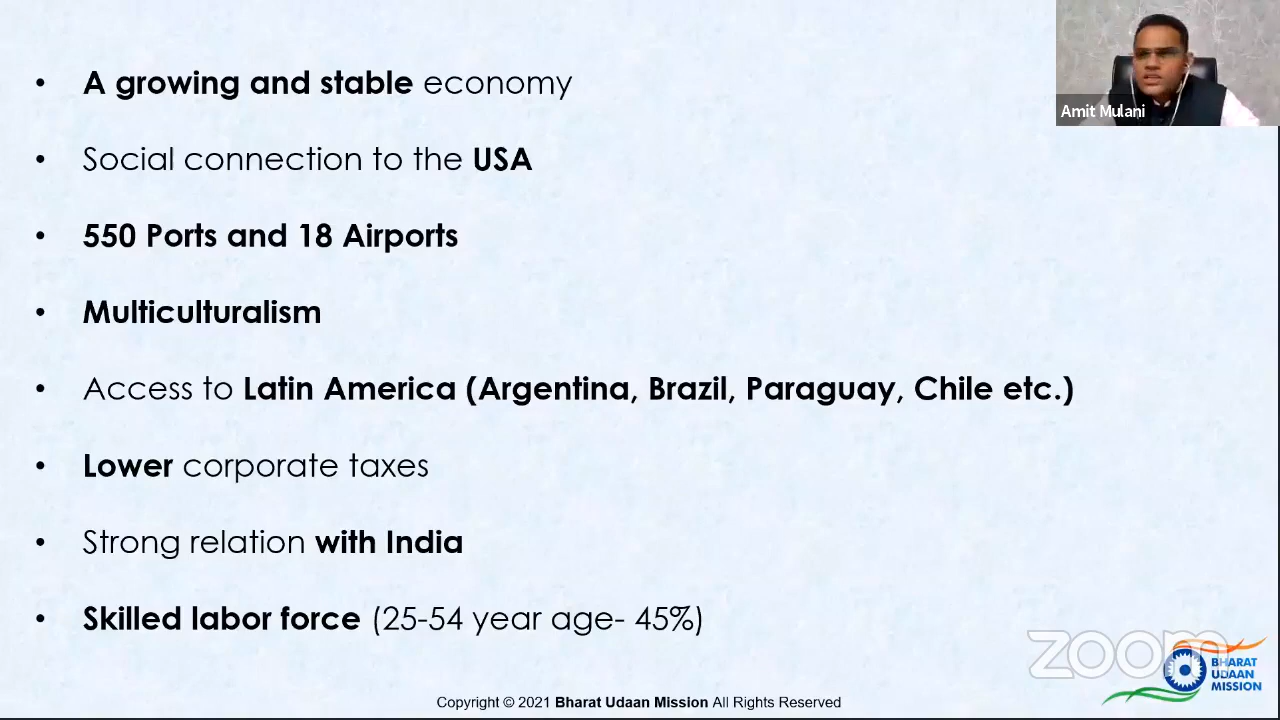 • A growing and stable economy
Amit Mulani
• Social connection to the USA
• 550 Ports and 18 Airports
• Multiculturalism
• Access to Latin America (Argentina, Brazil, Paraguay, Chile etc.)
• Lower corporate taxes
• Strong relation with India
• Skilled labor force (25-54 year age- 45%)
zoom
BHARAT
UDAAN
MISSION
Copyright © 2021 Bharat Udaan Mission All Rights Reserved